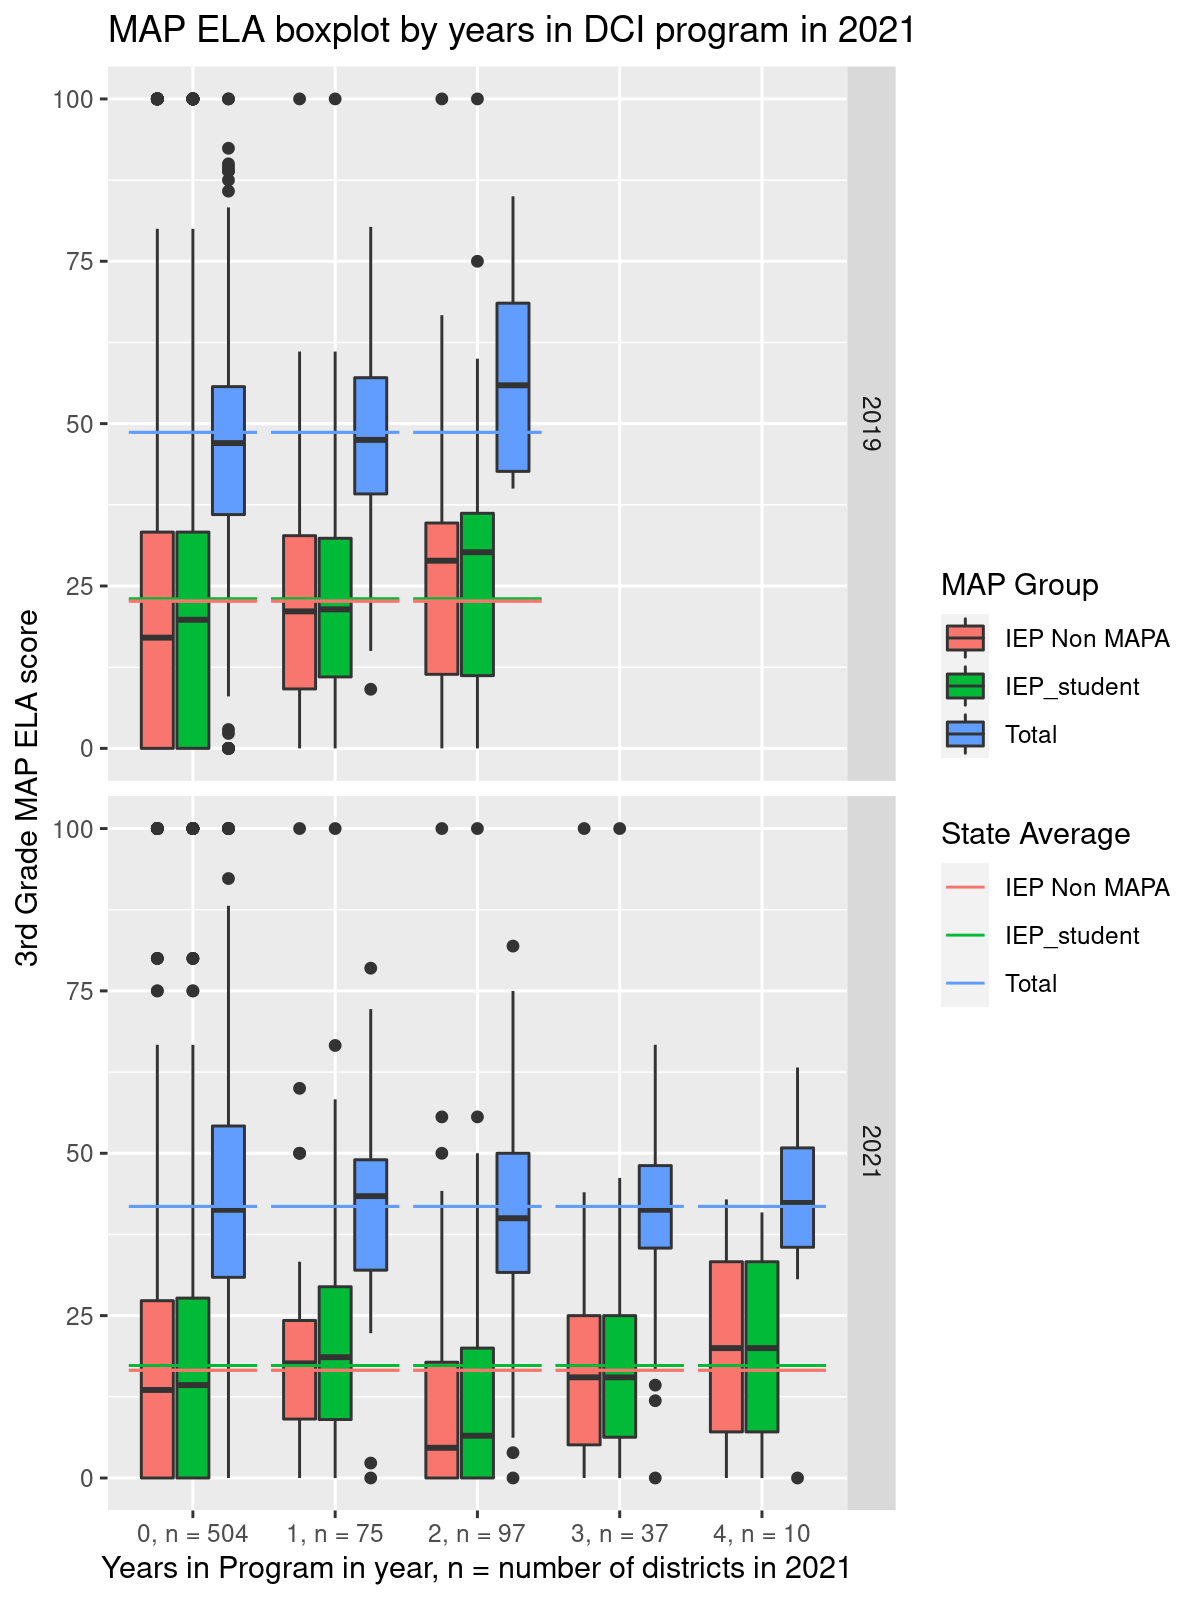 MAP ELA boxplot by years in DCI program in 2021
3rd Grade MAP ELA score
100
75
50
25
0
2019
100
75
50
25
0
2021
0, n = 504
1, n = 75
2, n = 97
3, n = 37
4, n = 10
Years in Program in year, n = number of districts in 2021
MAP Group
IEP Non MAPA
IEP_student
Total
State Average
IEP Non MAPA
IEP_student
Total